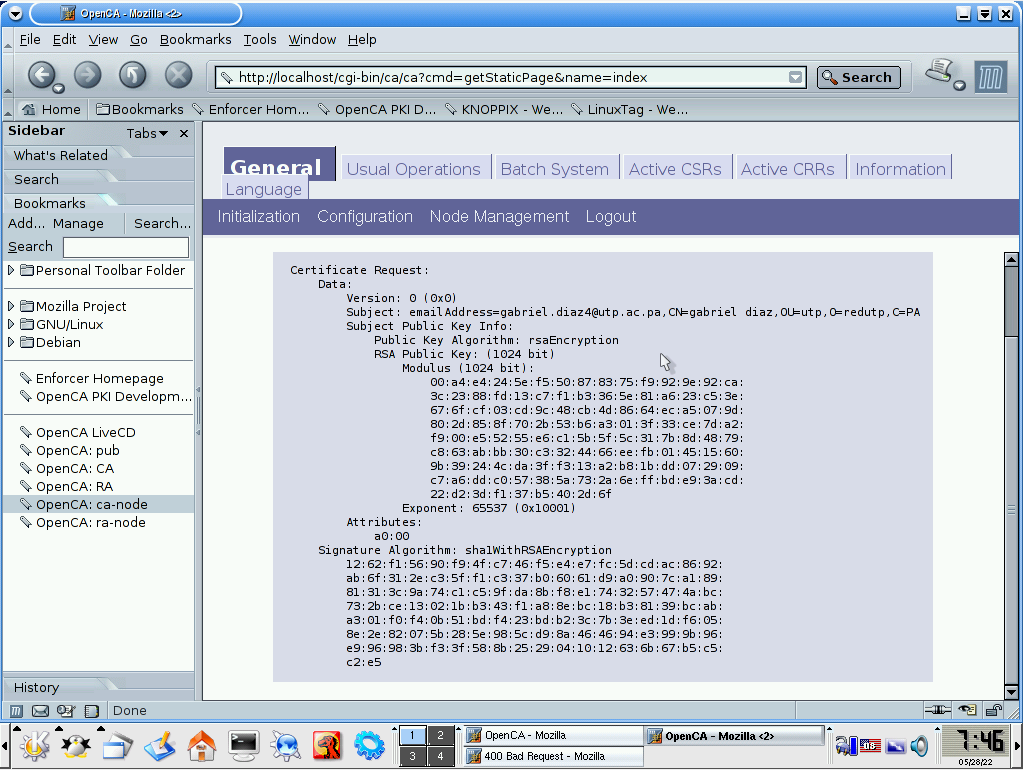 OpenCA - Mozilla <2>
File Edit View Go Bookmarks Tools Window Help
http://localhost/cgi-bin/ca/ca?cmd=getStaticPage&name=index Search
Home Bookmarks Enforcer Hom... OpenCA PKI D... KNOPPIX - We... LinuxTag - We...
Sidebar Tabs
What's Related
Search
Bookmarks
Add... Manage Search...
Search
Personal Toolbar Folder
Mozilla Project
GNU/Linux
Debian
Enforcer Homepage
OpenCA PKI Developm...
OpenCA LiveCD
OpenCA: pub
OpenCA: CA
OpenCA: RA
OpenCA: ca-node
OpenCA: ra-node
History
General Usual Operations Batch System Active CSRs Active CRRs Information
Language
Initialization Configuration Node Management Logout
Certificate Request:
Data:
Version: 0 (0x0)
Subject: emailAddress=gabriel.diaz4@utp.ac.pa,CN=gabriel diaz,OU=utp,O=redutp,C=PA
Subject Public Key Info:
Public Key Algorithm: rsaEncryption
RSA Public Key: (1024 bit)
Modulus (1024 bit):
00:a4:e4:24:5e:f5:50:87:83:75:f9:92:9e:92:ca:
3c:23:88:fd:13:c7:f1:b3:36:5e:81:a6:23:c5:3e:
67:6f:cf:03:cd:9c:48:cb:4d:86:64:ec:a5:07:9d:
80:2d:85:8f:70:2b:53:b6:a3:01:3f:33:ce:7d:a2:
f9:00:e5:52:55:e6:c1:5b:5f:5c:31:7b:8d:48:79:
c8:63:ab:bb:30:c3:32:44:66:ee:fb:01:45:15:60:
9b:39:24:4c:da:3f:f3:13:a2:b8:1b:dd:07:29:09:
c7:a6:dd:c0:57:38:5a:73:2a:6e:ff:bd:e9:3a:cd:
22:d2:3d:f1:37:b5:40:2d:6f
Exponent: 65537 (0x10001)
Attributes:
a0:00
Signature Algorithm: sha1WithRSAEncryption
12:62:f1:56:90:f9:4f:c7:46:f5:e4:e7:fc:5d:cd:ac:86:92:
ab:6f:31:2e:c3:5f:f1:c3:37:b0:60:61:d9:a0:90:7c:a1:89:
81:31:3c:9a:74:c1:c5:9f:da:8b:f8:e1:74:32:57:47:4a:bc:
73:2b:ce:13:02:1b:b3:43:f1:a8:8e:bc:18:b3:81:39:bc:ab:
a3:01:f0:f4:0b:51:bd:f4:23:bd:b2:3c:7b:3e:ed:1d:f6:05:
8e:2e:82:07:5b:28:5e:98:5c:d9:8a:46:46:94:e3:99:9b:96:
e9:96:98:3b:f3:3f:58:8b:25:29:04:10:12:63:6b:67:b5:c5:
c2:e5
Done
1 2
3 4
OpenCA - Mozilla
OpenCA - Mozilla <2>
400 Bad Request - Mozilla
7:46
05/28/22